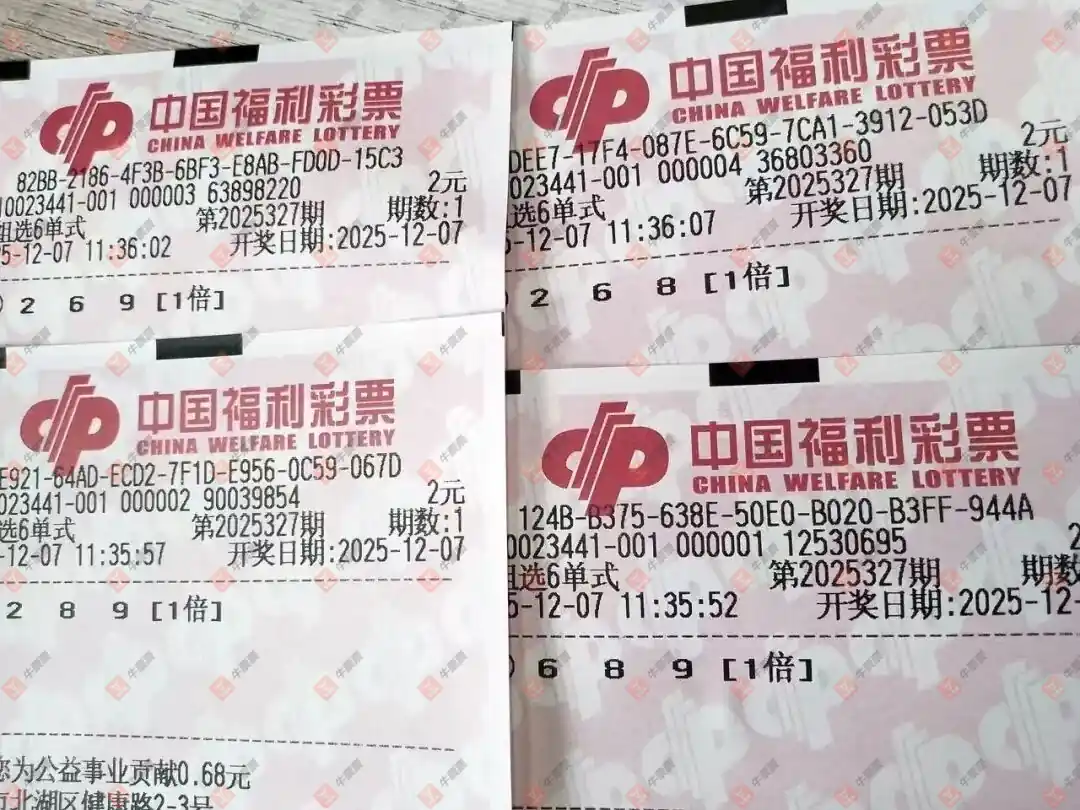 中国福利彩票
CHINA WELFARE LOTTERY
82BB-2186-4F3B-6BF3-E8AB-FD0D-15C3
10023441-001 000003 63898220 2元
组选6单式 第2025327期 期数:1
5-12-07 11:36:02 开奖日期:2025-12-07
2 6 9 [1倍]
中国福利彩票
CHINA WELFARE LOTTERY
DEE7-17F4-087E-6C59-7CA1-3912-053D
023441-001 000004 36803360 2元
选6单式 第2025327期 期数:1
5-12-07 11:36:07 开奖日期:2025-12-07
2 6 8 [1倍]
中国福利彩票
CHINA WELFARE LOTTERY
E921-64AD-ECD2-7F1D-E956-0C59-067D
023441-001 000002 90039854 2元
选6单式 第2025327期 期数:1
-12-07 11:35:57 开奖日期:2025-12-07
2 8 9 [1倍]
您为公益事业贡献0.68元
市北湖区健康路2-3号
中国福利彩票
CHINA WELFARE LOTTERY
124B-B375-638E-50E0-B020-B3FF-944A
0023441-001 000001 12530695 2
组选6单式 第2025327期 期数
5-12-07 11:35:52 开奖日期:2025-12-
6 8 9 [1倍]